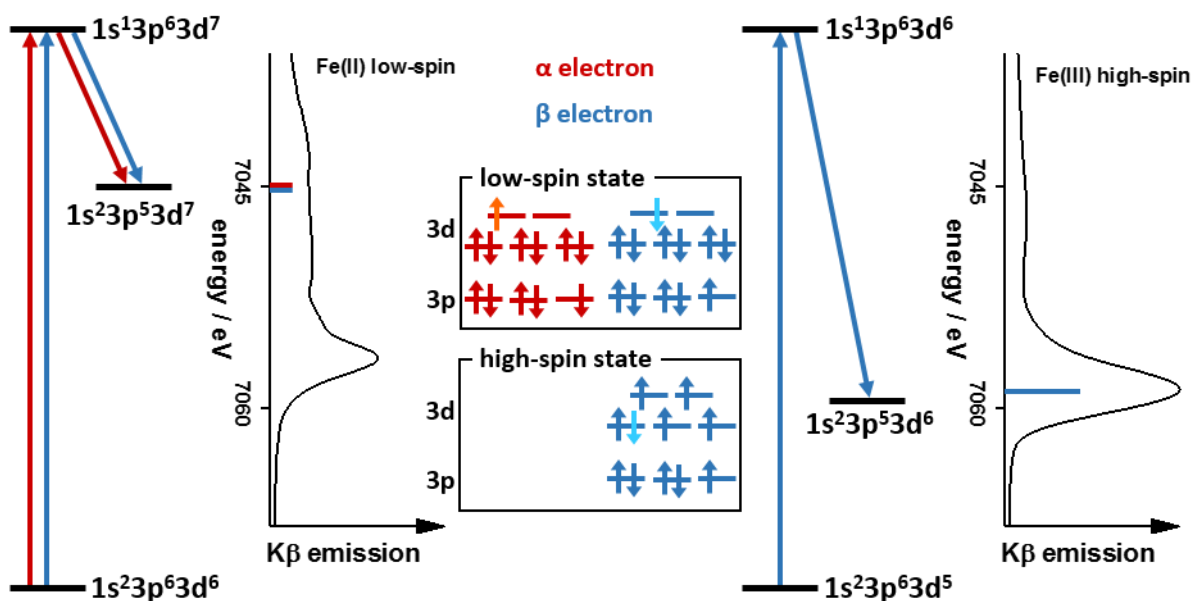 1s¹3p⁶3d⁷
1s²3p⁵3d⁷
1s²3p⁶3d⁶
Fe(II) low-spin
7045
7060
energy / eV
Kβ emission
α electron
β electron
low-spin state
3d
3p
high-spin state
3d
3p
1s¹3p⁶3d⁶
1s²3p⁵3d⁶
1s²3p⁶3d⁵
Fe(III) high-spin
7045
7060
energy / eV
Kβ emission